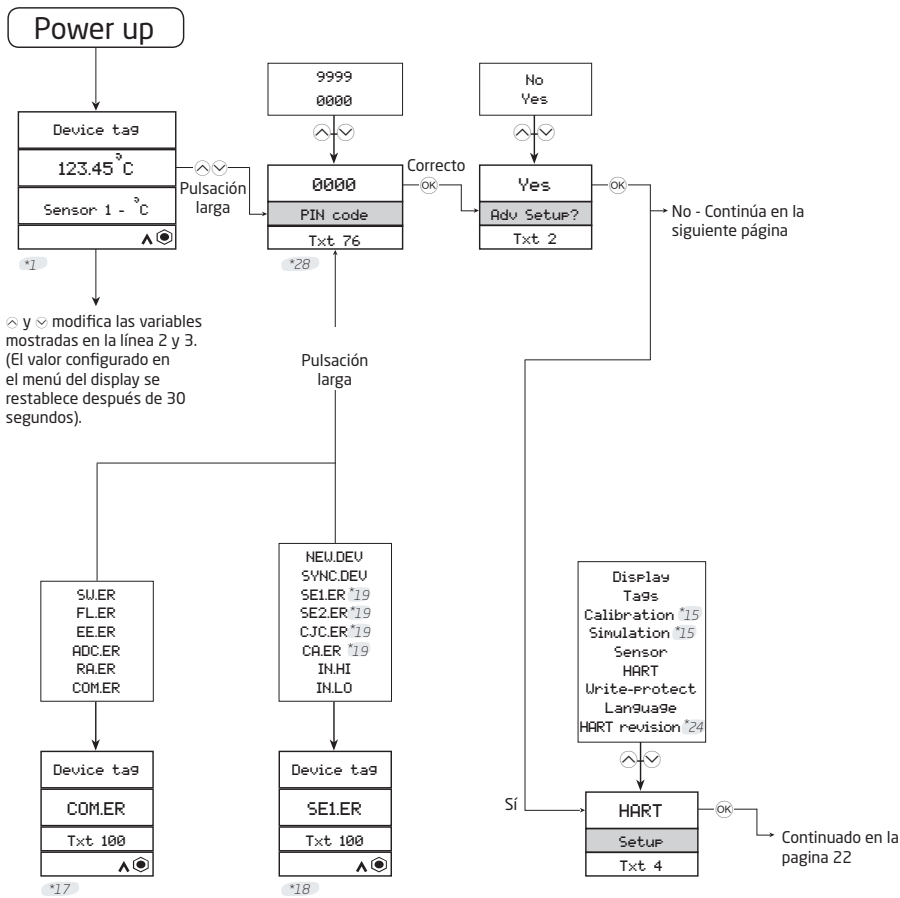 Power up
Device tag
123.45°C
Sensor 1 - °C
*1
y modifica las variables
mostradas en la línea 2 y 3.
(El valor configurado en
el menú del display se
restablece después de 30
segundos).
Pulsación
larga
9999
0000
0000
PIN code
Txt 76
*28
Correcto
OK
No
Yes
Yes
Adv Setup?
Txt 2
OK
No - Continúa en la
siguiente página
Pulsación
larga
SW.ER
FL.ER
EE.ER
ADC.ER
RA.ER
COM.ER
Device tag
COM.ER
Txt 100
*17
NEW.DEV
SYNC.DEV
SE1.ER *19
SE2.ER *19
CJC.ER *19
CA.ER *19
IN.HI
IN.LO
Device tag
SE1.ER
Txt 100
*18
Display
Tags
Calibration *15
Simulation *15
Sensor
HART
Write-protect
Language
HART revision *24
Sí
HART
Setup
Txt 4
OK
Continuado en la
pagina 22